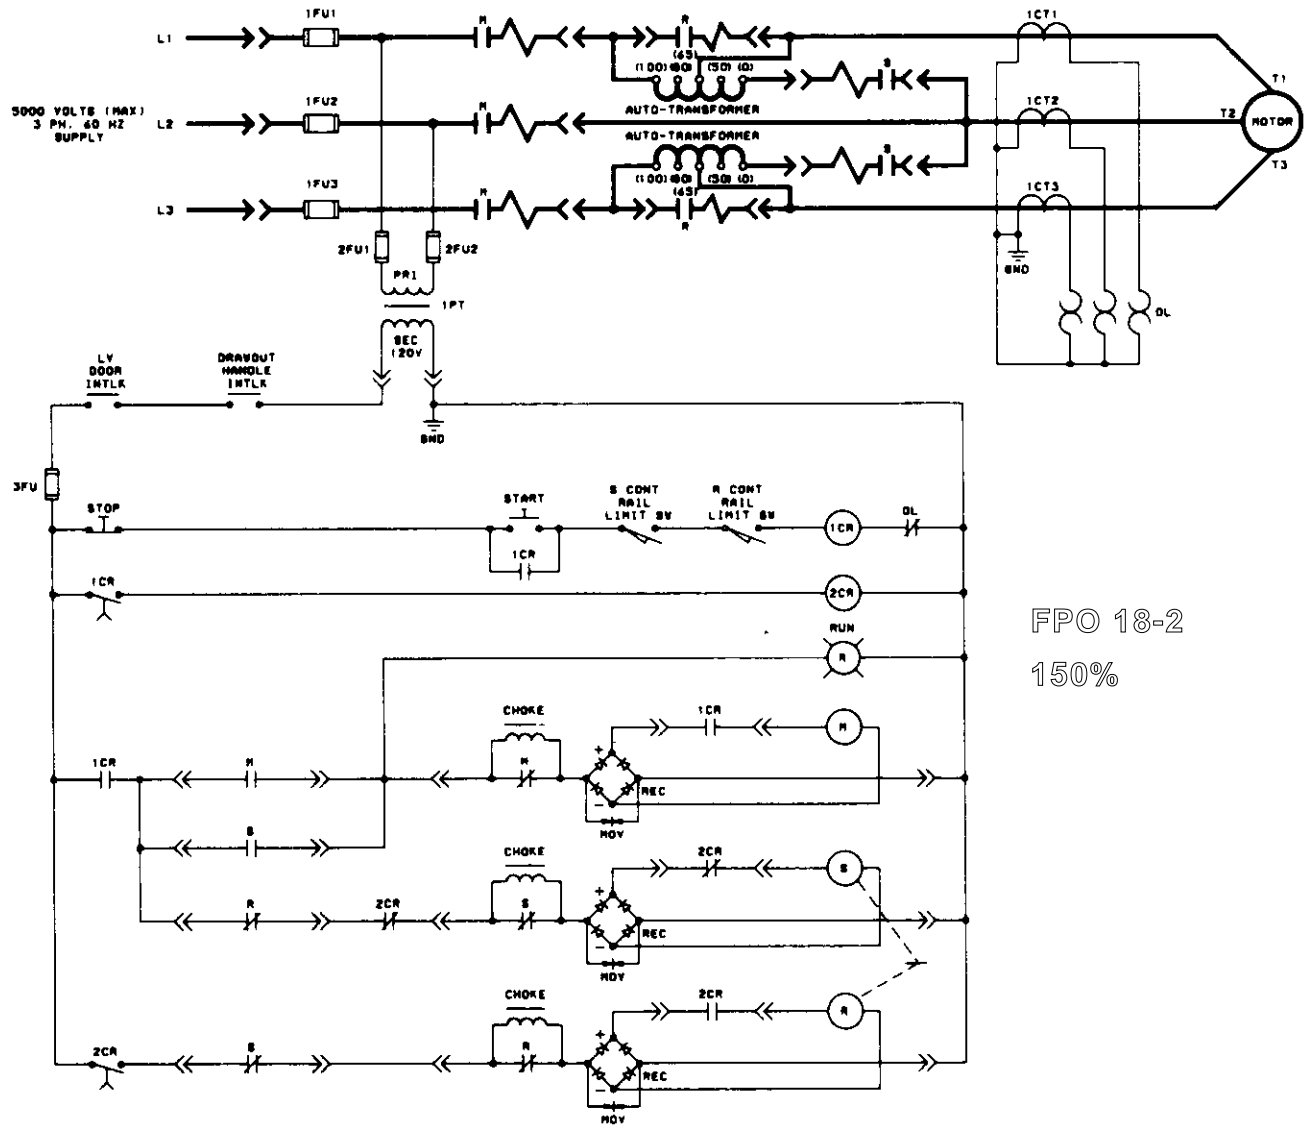 1FU1
M
R
1CT1
L1
(65)
(100) (80) (50) (0)
S
T1
AUTO-TRANSFORMER
5000 VOLTS (MAX)
3 PH. 60 HZ
SUPPLY
L2
1FU2
M
1CT2
T2
MOTOR
AUTO-TRANSFORMER
S
T3
(100) (80) (50) (0)
(65)
1FU3
M
1CT3
L3
R
2FU1
2FU2
GND
PRI
1PT
OL
SEC
120V
LV
DOOR
INTLK
DRAWOUT
HANDLE
INTLK
GND
3FU
STOP
START
S CONT
RAIL
LIMIT SW
R CONT
RAIL
LIMIT SW
1CR
OL
1CR
1CR
2CR
FPO 18-2
150%
RUN
R
CHOKE
1CR
M
1CR
M
M
+
-
REC
MOV
S
CHOKE
2CR
S
R
2CR
S
+
-
REC
MOV
CHOKE
2CR
R
2CR
S
R
+
-
REC
MOV